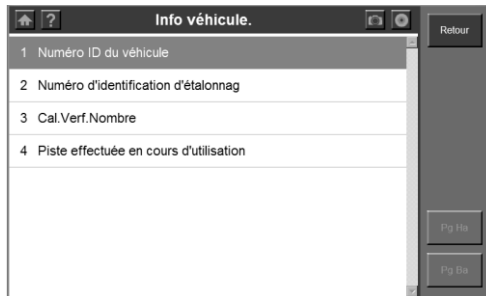 ? Info véhicule.
Retour
1 Numéro ID du véhicule
2 Numéro d'identification d'étalonnag
3 Cal.Verf.Nombre
4 Piste effectuée en cours d'utilisation
Pg Ha
Pg Ba